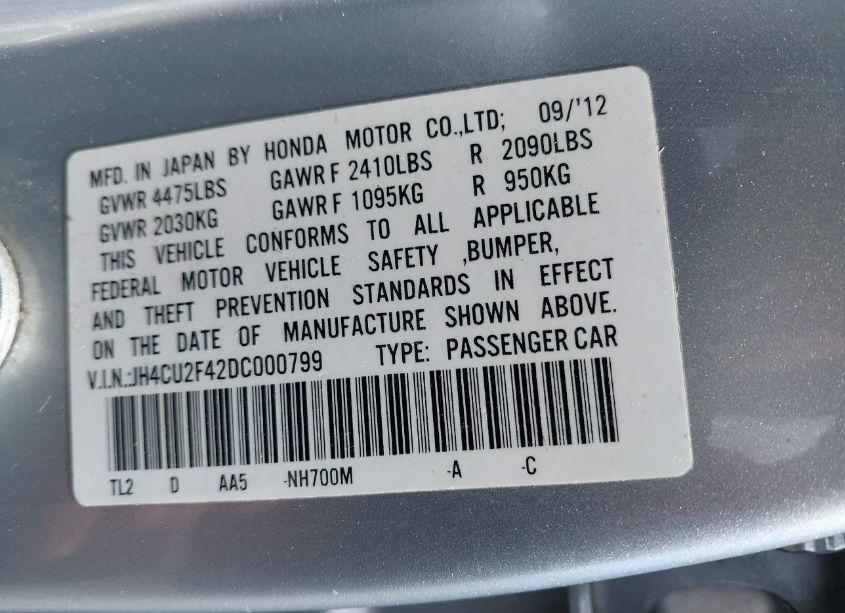 MFD. IN JAPAN BY HONDA MOTOR CO.,LTD; 09/'12
GVWR 4475LBS GAWR F 2410LBS R 2090LBS
GVWR 2030KG GAWR F 1095KG R 950KG
THIS VEHICLE CONFORMS TO ALL APPLICABLE
FEDERAL MOTOR VEHICLE SAFETY ,BUMPER,
AND THEFT PREVENTION STANDARDS IN EFFECT
ON THE DATE OF MANUFACTURE SHOWN ABOVE.
V.I.N.:JH4CU2F42DC000799 TYPE: PASSENGER CAR
TL2 D AA5 -NH700M -A -C